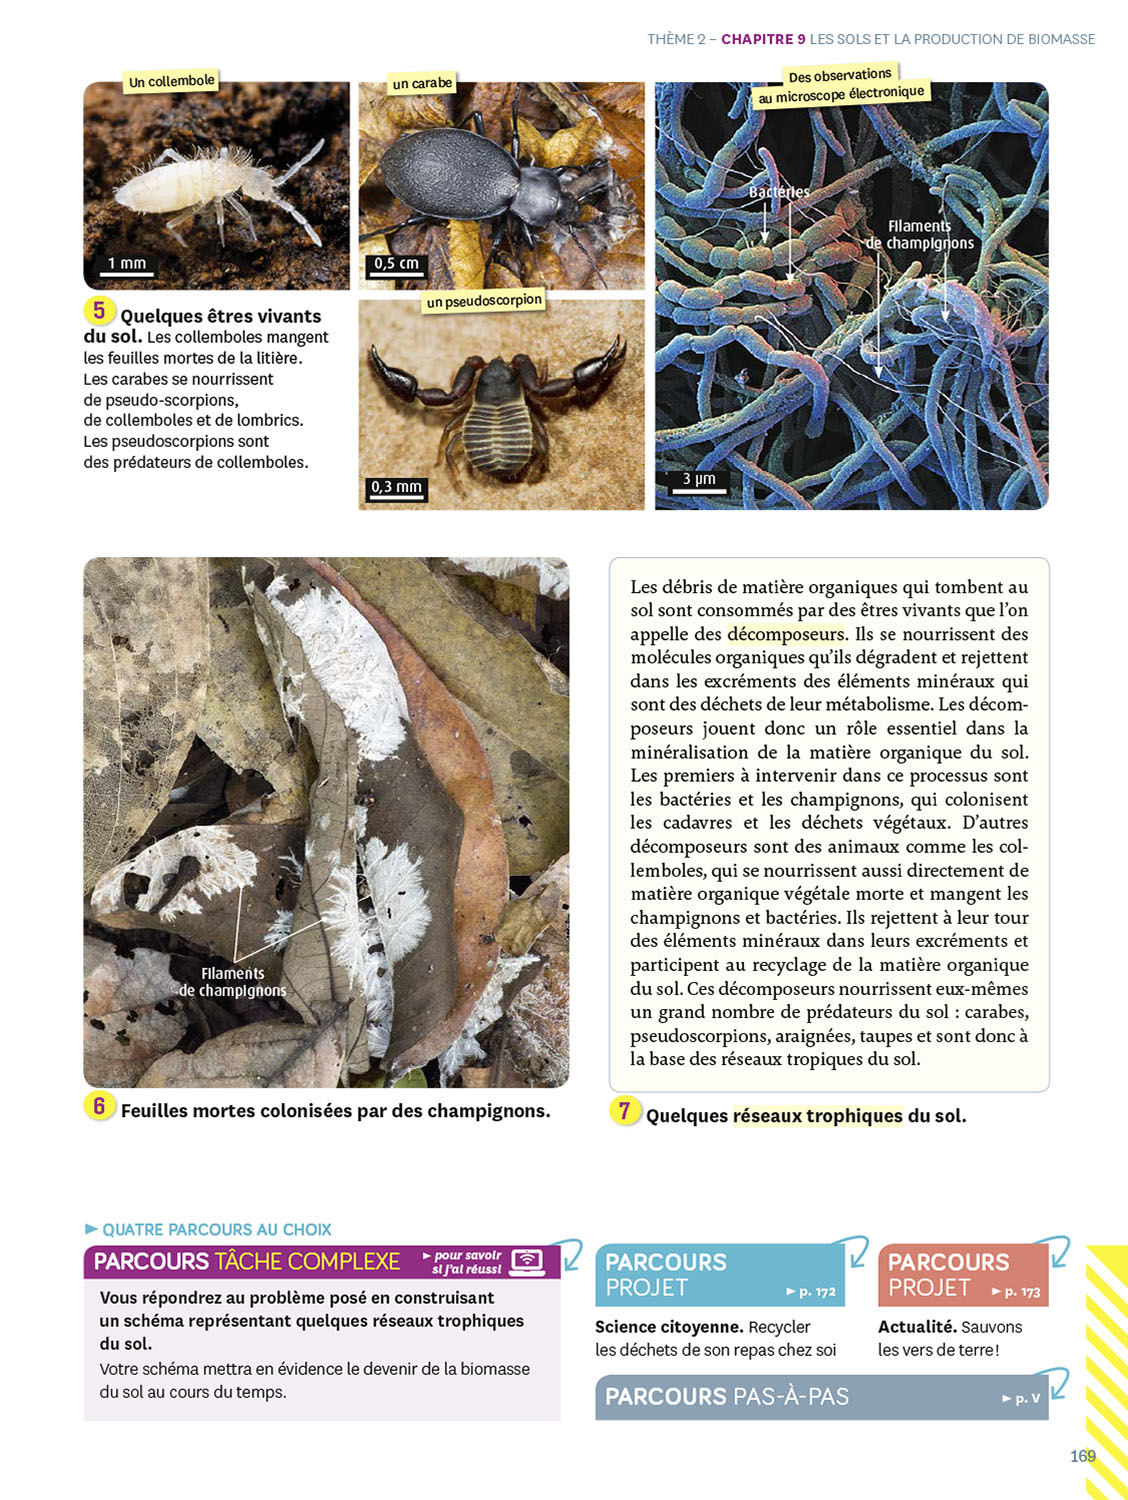 THÈME 2 – CHAPITRE 9 LES SOLS ET LA PRODUCTION DE BIOMASSE
Un collembole
1 mm
un carabe
0,5 cm
Des observations
au microscope électronique
Bactéries
Filaments
de champignons
3 µm
un pseudoscorpion
0,3 mm
5 Quelques êtres vivants
du sol. Les collemboles mangent
les feuilles mortes de la litière.
Les carabes se nourrissent
de pseudo-scorpions,
de collemboles et de lombrics.
Les pseudoscorpions sont
des prédateurs de collemboles.
Filaments
de champignons
6 Feuilles mortes colonisées par des champignons.
Les débris de matière organiques qui tombent au
sol sont consommés par des êtres vivants que l'on
appelle des décomposeurs. Ils se nourrissent des
molécules organiques qu'ils dégradent et rejettent
dans les excréments des éléments minéraux qui
sont des déchets de leur métabolisme. Les décom-
poseurs jouent donc un rôle essentiel dans la
minéralisation de la matière organique du sol.
Les premiers à intervenir dans ce processus sont
les bactéries et les champignons, qui colonisent
les cadavres et les déchets végétaux. D'autres
décomposeurs sont des animaux comme les col-
lemboles, qui se nourrissent aussi directement de
matière organique végétale morte et mangent les
champignons et bactéries. Ils rejettent à leur tour
des éléments minéraux dans leurs excréments et
participent au recyclage de la matière organique
du sol. Ces décomposeurs nourrissent eux-mêmes
un grand nombre de prédateurs du sol : carabes,
pseudoscorpions, araignées, taupes et sont donc à
la base des réseaux tropiques du sol.
7 Quelques réseaux trophiques du sol.
► QUATRE PARCOURS AU CHOIX
PARCOURS TÂCHE COMPLEXE
► pour savoir
si j'ai réussi
Vous répondrez au problème posé en construisant
un schéma représentant quelques réseaux trophiques
du sol.
Votre schéma mettra en évidence le devenir de la biomasse
du sol au cours du temps.
PARCOURS
PROJET ► p. 172
Science citoyenne. Recycler
les déchets de son repas chez soi
PARCOURS
PROJET ► p. 173
Actualité. Sauvons
les vers de terre !
PARCOURS PAS-À-PAS ► p. V
169